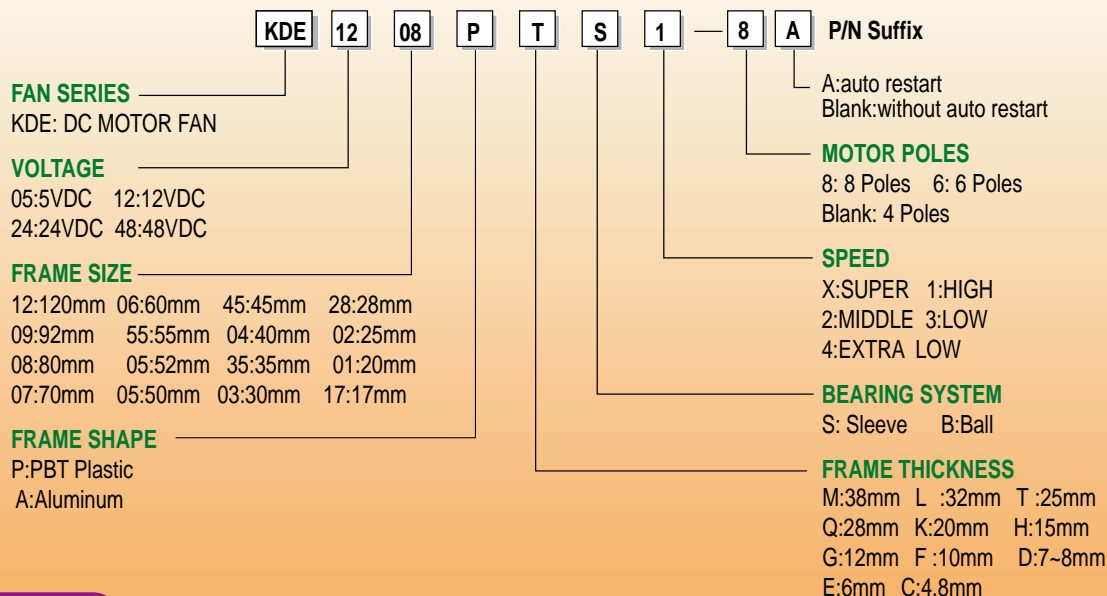 KDE 12 08 P T S 1 — 8 A P/N Suffix
FAN SERIES
KDE: DC MOTOR FAN
VOLTAGE
05:5VDC 12:12VDC
24:24VDC 48:48VDC
FRAME SIZE
12:120mm 06:60mm 45:45mm 28:28mm
09:92mm 55:55mm 04:40mm 02:25mm
08:80mm 05:52mm 35:35mm 01:20mm
07:70mm 05:50mm 03:30mm 17:17mm
FRAME SHAPE
P:PBT Plastic
A:Aluminum
A:auto restart
Blank:without auto restart
MOTOR POLES
8: 8 Poles 6: 6 Poles
Blank: 4 Poles
SPEED
X:SUPER 1:HIGH
2:MIDDLE 3:LOW
4:EXTRA LOW
BEARING SYSTEM
S: Sleeve B:Ball
FRAME THICKNESS
M:38mm L :32mm T :25mm
Q:28mm K:20mm H:15mm
G:12mm F :10mm D:7~8mm
E:6mm C:4.8mm